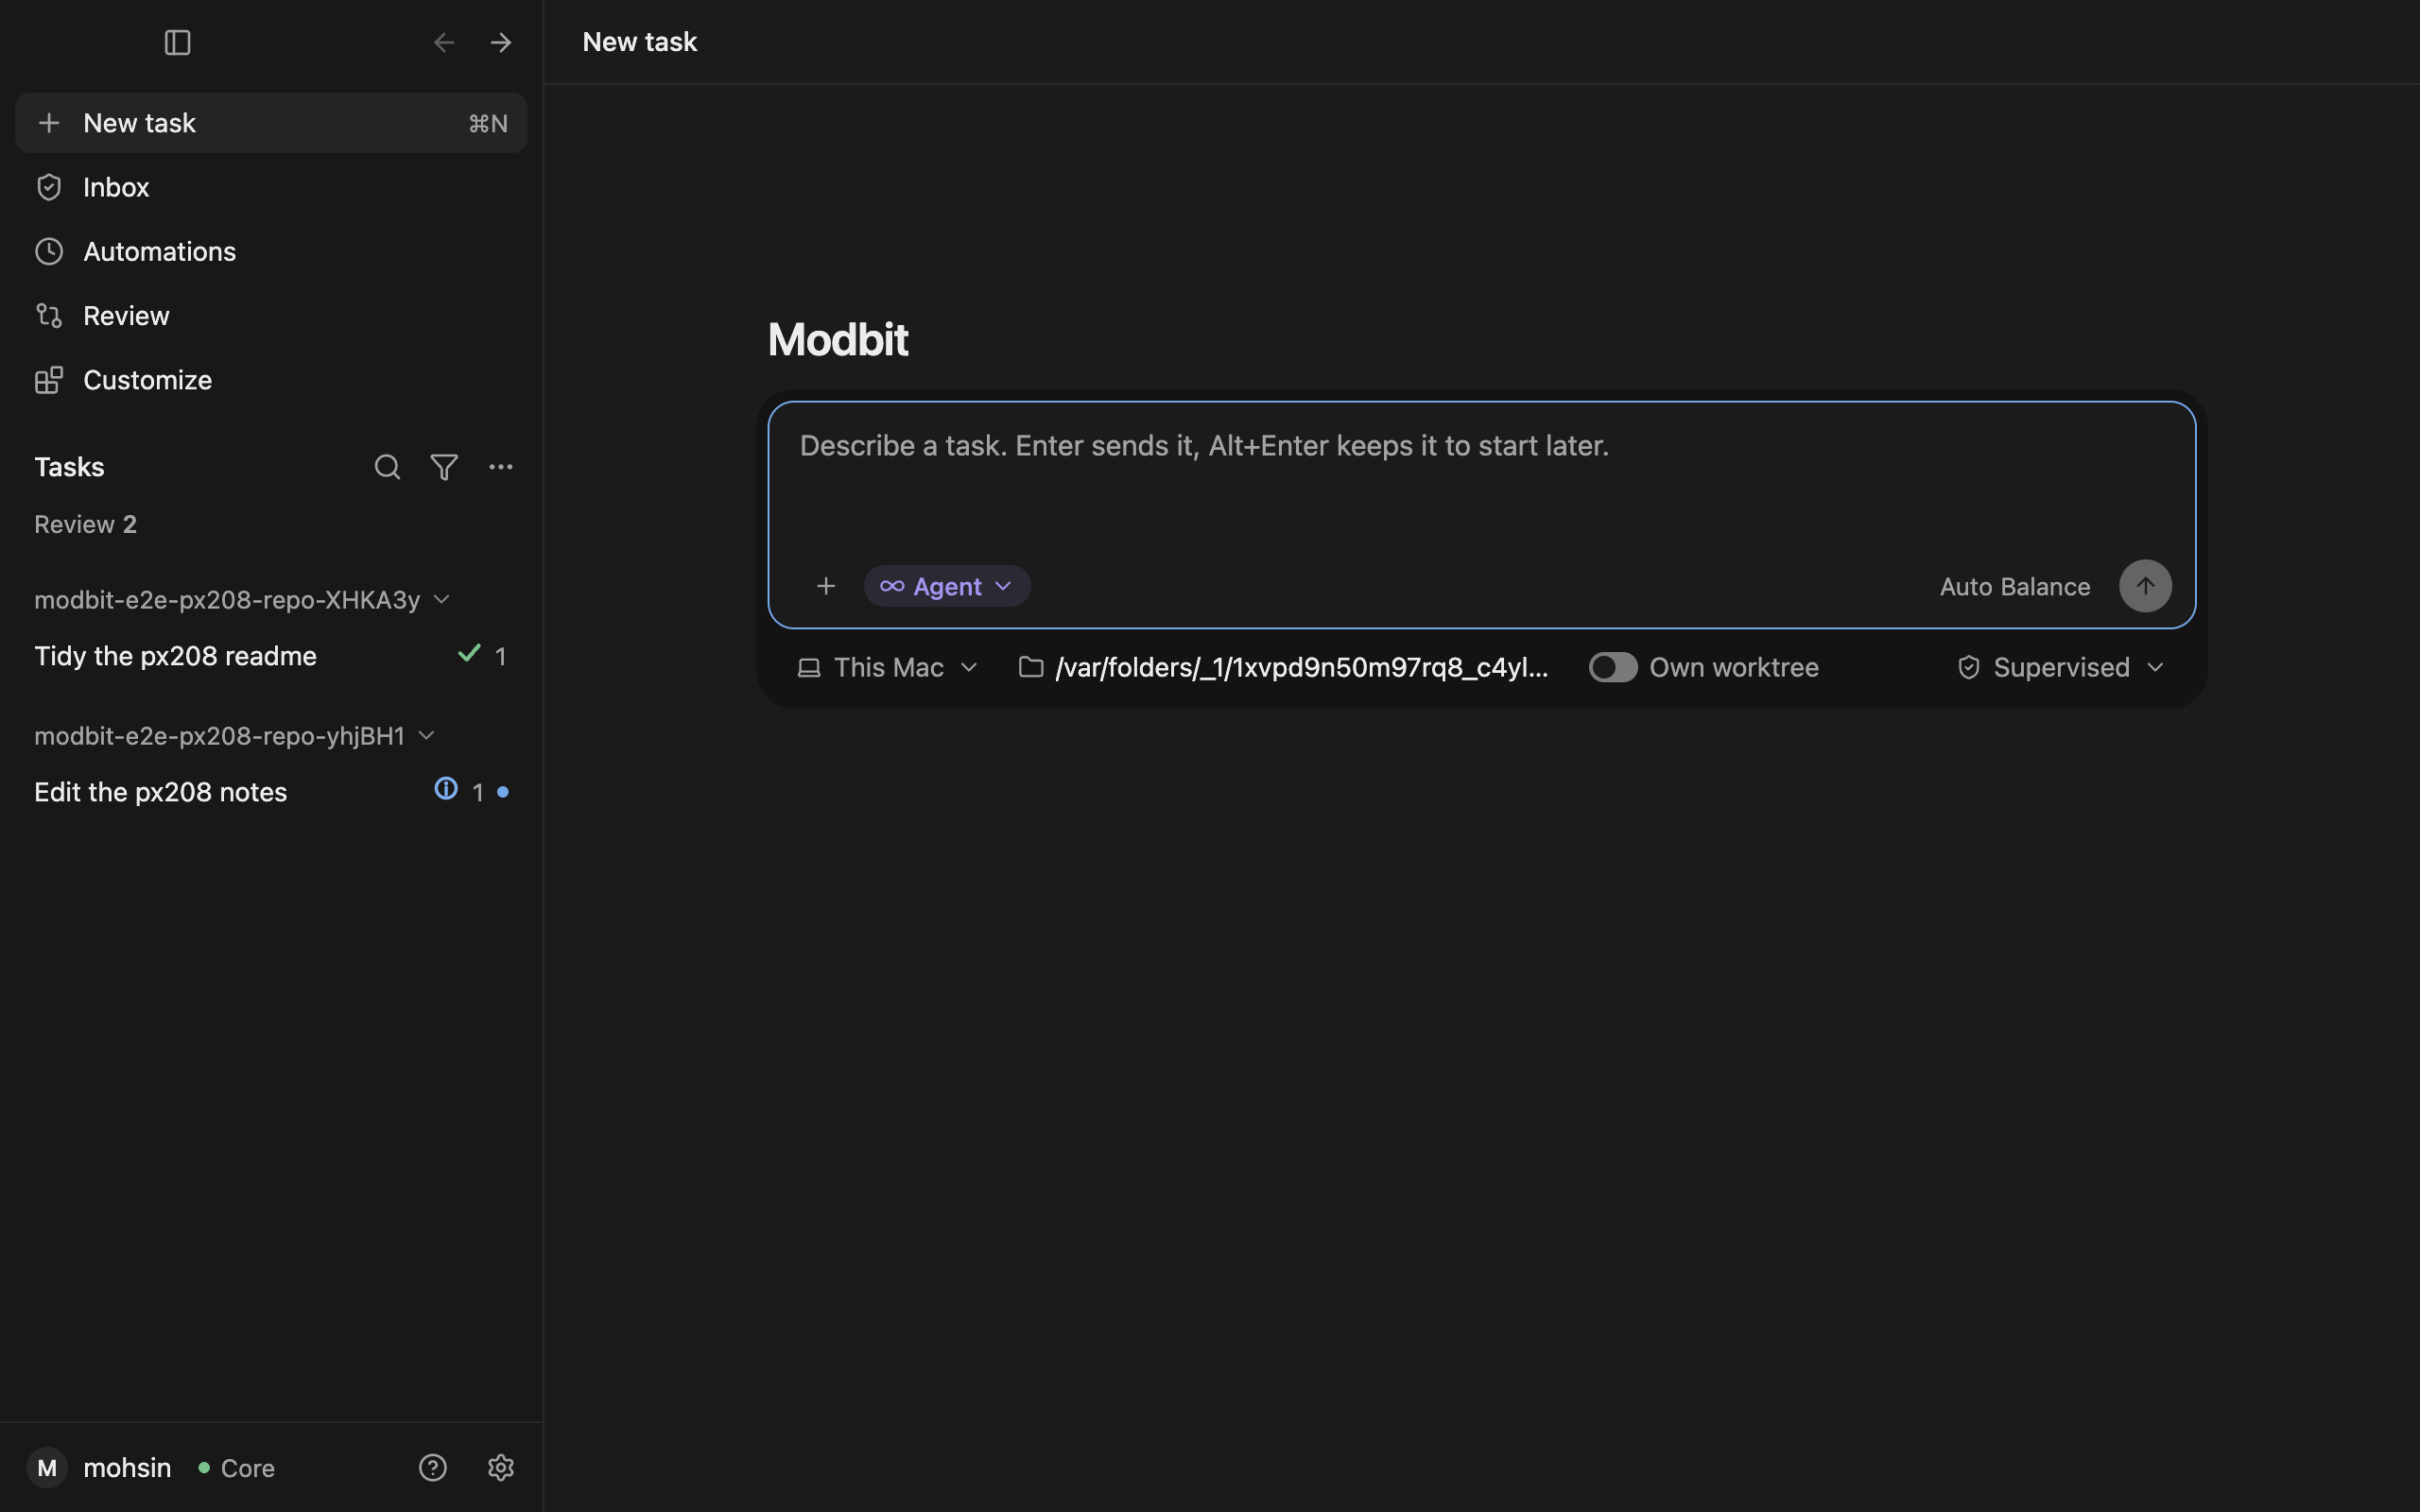 New task
New task ⌘N
Inbox
Automations
Review
Customize
Tasks
Review 2
modbit-e2e-px208-repo-XHKA3y
Tidy the px208 readme 1
modbit-e2e-px208-repo-yhjBH1
Edit the px208 notes 1
M mohsin Core
Modbit
Describe a task. Enter sends it, Alt+Enter keeps it to start later.
Agent Auto Balance
This Mac /var/folders/_1/1xvpd9n50m97rq8_c4yl... Own worktree Supervised